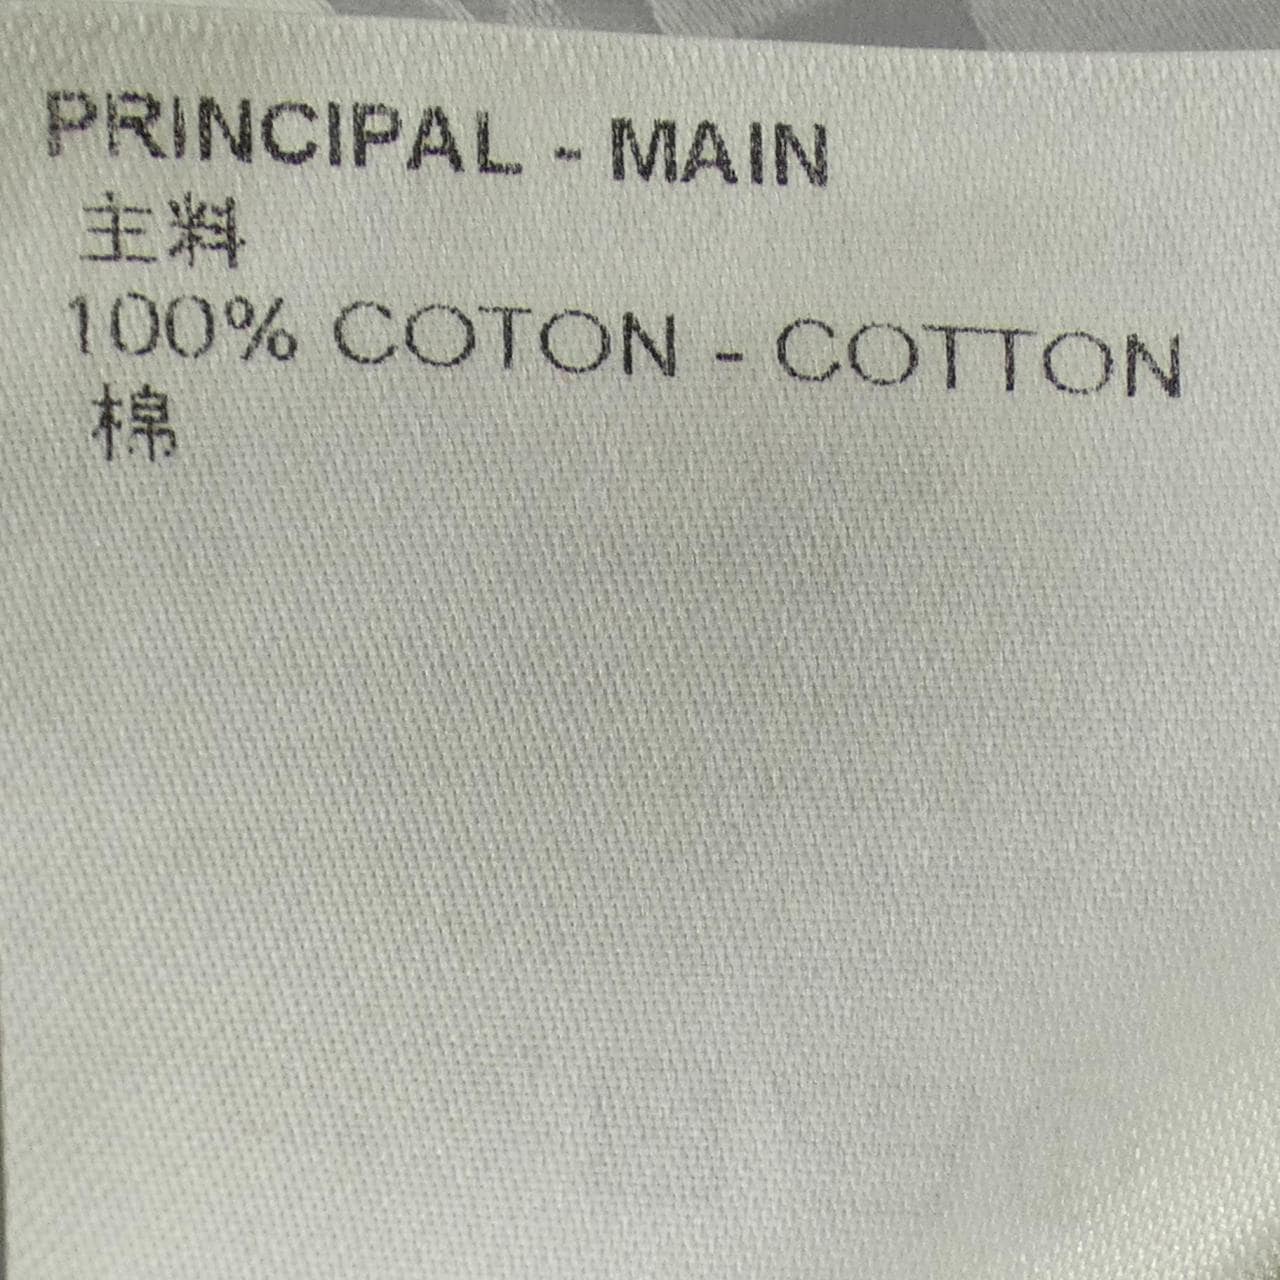 PRINCIPAL - MAIN
主料
100% COTON - COTTON
棉